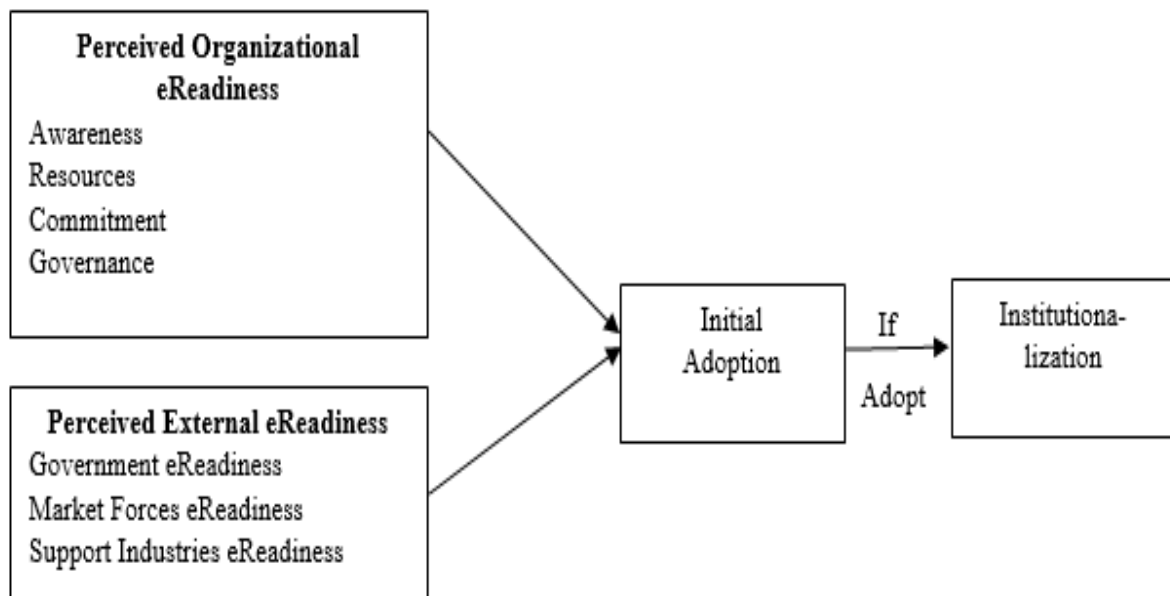 Perceived Organizational
eReadiness
Awareness
Resources
Commitment
Governance
Perceived External eReadiness
Government eReadiness
Market Forces eReadiness
Support Industries eReadiness
Initial
Adoption
If
Adopt
Institutiona-
lization